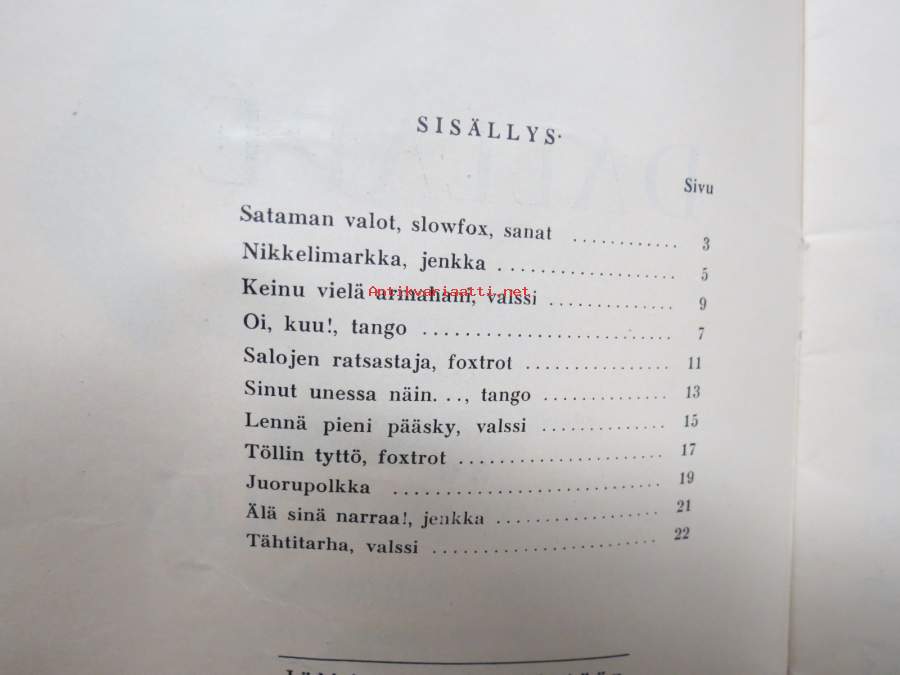 SISÄLLYS
Sivu
Sataman valot, slowfox, sanat ............ 3
Nikkelimarkka, jenkka .................... 5
Antikvariaatti.net
Keinu vielä armahain, valssi .............. 9
Oi, kuu!, tango .......................... 7
Salojen ratsastaja, foxtrot ................. 11
Sinut unessa näin. .., tango .............. 13
Lennä pieni pääsky, valssi .............. 15
Töllin tyttö, foxtrot ....................... 17
Juorupolkka .............................. 19
Älä sinä narraa!, jenkka .................. 21
Tähtitarha, valssi ......................... 22